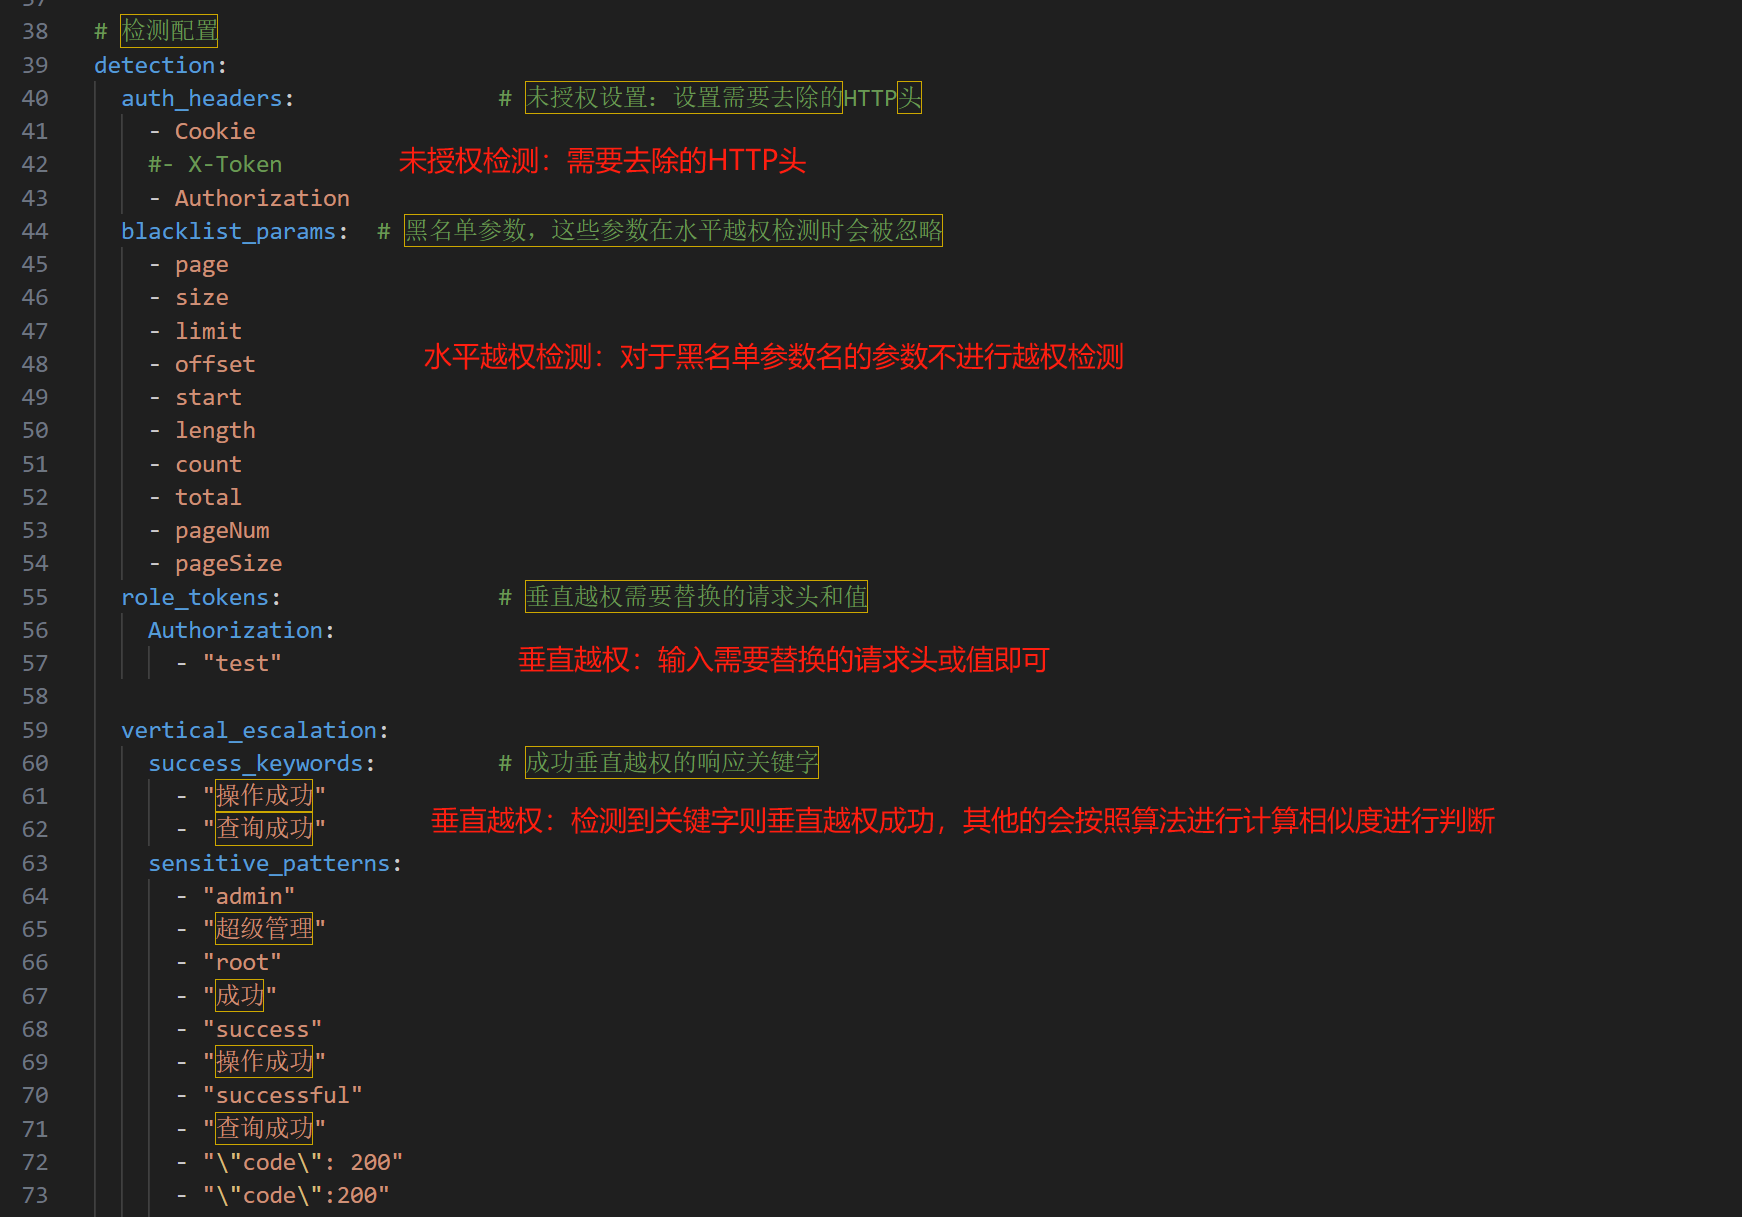 37
38 # 检测配置
39 detection:
40 auth_headers: # 未授权设置：设置需要去除的HTTP头
41 - Cookie
42 #- X-Token
未授权检测：需要去除的HTTP头
43 - Authorization
44 blacklist_params: # 黑名单参数，这些参数在水平越权检测时会被忽略
45 - page
46 - size
47 - limit
水平越权检测：对于黑名单参数名的参数不进行越权检测
48 - offset
49 - start
50 - length
51 - count
52 - total
53 - pageNum
54 - pageSize
55 role_tokens: # 垂直越权需要替换的请求头和值
56 Authorization:
57 - "test"
垂直越权：输入需要替换的请求头或值即可
58
59 vertical_escalation:
60 success_keywords: # 成功垂直越权的响应关键字
61 - "操作成功"
垂直越权：检测到关键字则垂直越权成功，其他的会按照算法进行计算相似度进行判断
62 - "查询成功"
63 sensitive_patterns:
64 - "admin"
65 - "超级管理"
66 - "root"
67 - "成功"
68 - "success"
69 - "操作成功"
70 - "successful"
71 - "查询成功"
72 - "\"code\": 200"
73 - "\"code\":200"